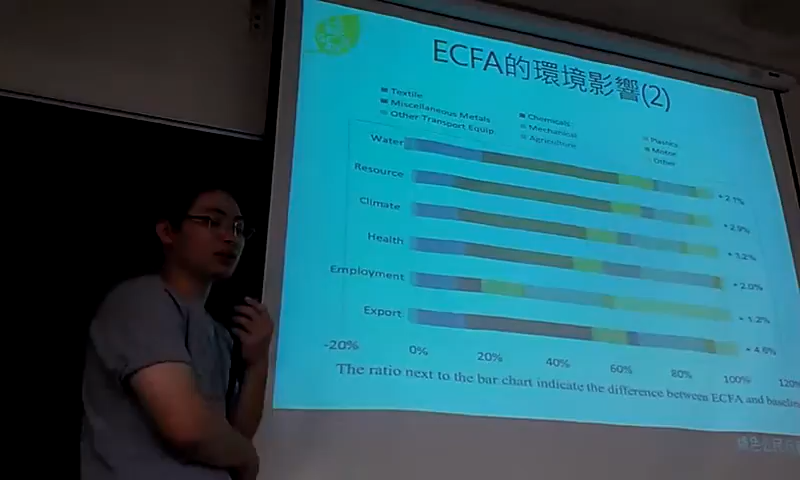 ECFA的環境影響(2)
Textile
Chemicals
Plastics
Miscellaneous Metals
Mechanical
Motor
Other Transport Equip.
Agriculture
Other
Water
+2.1%
Resource
+2.9%
Climate
+3.2%
Health
+2.0%
Employment
+1.2%
Export
+4.6%
-20%
0%
20%
40%
60%
80%
100%
120%
The ratio next to the bar chart indicate the difference between ECFA and baseline